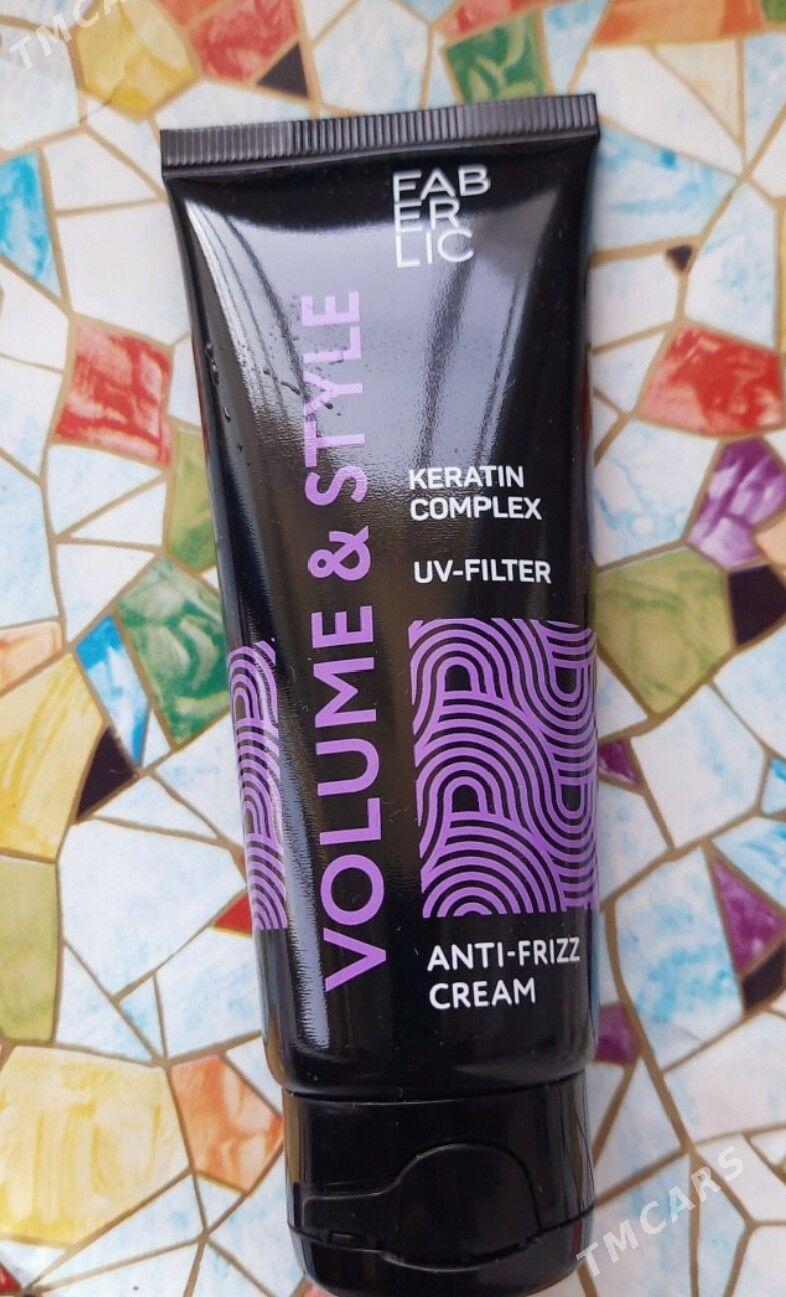 TMCARS
FAB
ER
LIC
VOLUME & STYLE
KERATIN
COMPLEX
UV-FILTER
ANTI-FRIZZ
CREAM
TMCARS